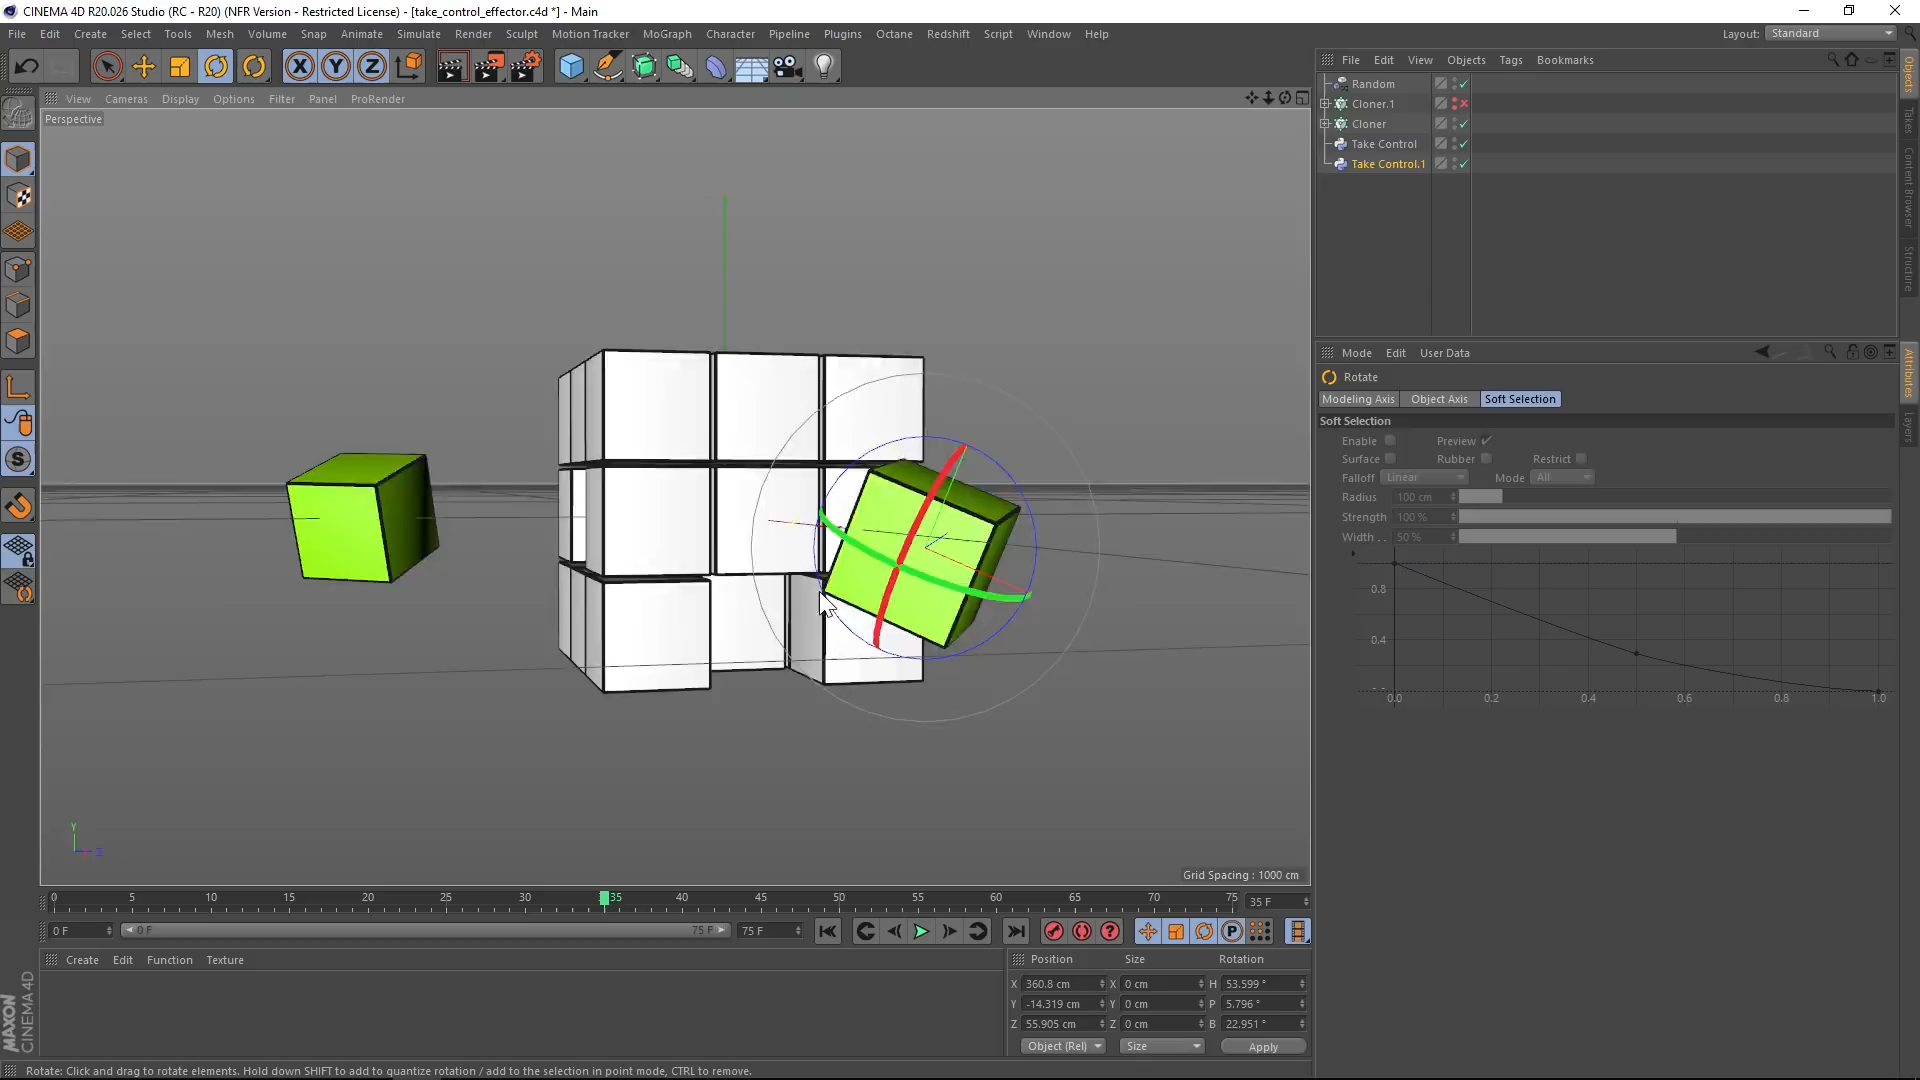 CINEMA 4D R20.026 Studio (RC - R20) (NFR Version - Restricted License) - [take_control_effector.c4d *] - Main
File Edit Create Select Tools Mesh Volume Snap Animate Simulate Render Sculpt Motion Tracker MoGraph Character Pipeline Plugins Octane Redshift Script Window Help
Layout: Standard
View Cameras Display Options Filter Panel ProRender
Perspective
Grid Spacing : 1000 cm
Y
Z
File Edit View Objects Tags Bookmarks
Random
Cloner.1
Cloner
Take Control
Take Control.1
Objects
Takes
Content Browser
Structure
Mode Edit User Data
Rotate
Modeling Axis Object Axis Soft Selection
Soft Selection
Enable Preview
Surface Rubber Restrict
Falloff Linear Mode All
Radius 100 cm
Strength 100 %
Width . . 50 %
0.8
0.4
0.0 0.2 0.4 0.6 0.8 1.0
Attributes
Layers
0 5 10 15 20 25 30 35 40 45 50 55 60 65 70 75 35 F
0 F 0 F 75 F 75 F
Create Edit Function Texture
Position Size Rotation
X 360.8 cm X 0 cm H 53.599 °
Y -14.319 cm Y 0 cm P 5.796 °
Z 55.905 cm Z 0 cm B 22.951 °
Object (Rel) Size Apply
MAXON
CINEMA 4D
Rotate: Click and drag to rotate elements. Hold down SHIFT to add to quantize rotation / add to the selection in point mode, CTRL to remove.